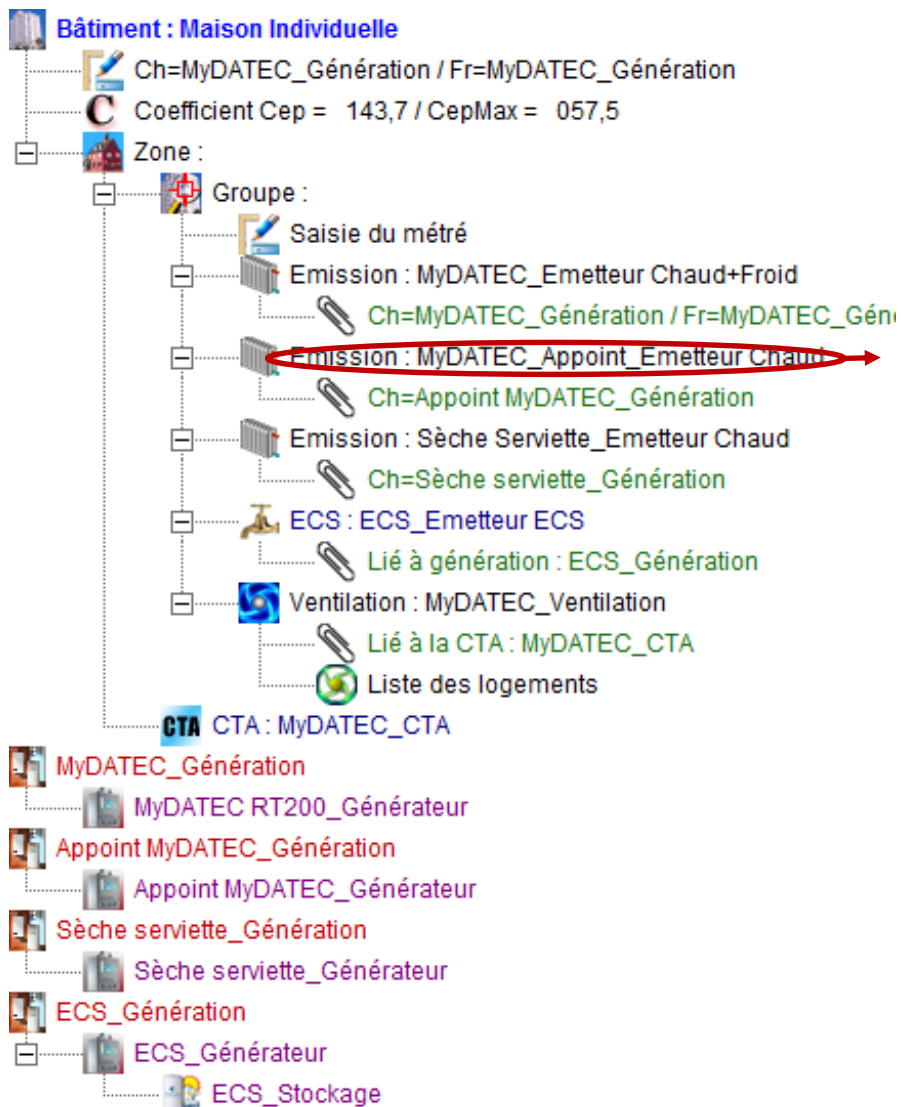 Bâtiment : Maison Individuelle
Ch=MyDATEC_Génération / Fr=MyDATEC_Génération
C Coefficient Cep = 143,7 / CepMax = 057,5
Zone :
Groupe :
Saisie du métré
Emission : MyDATEC_Emetteur Chaud+Froid
Ch=MyDATEC_Génération / Fr=MyDATEC_Géné
Emission : MyDATEC_Appoint_Emetteur Chaud
Ch=Appoint MyDATEC_Génération
Emission : Sèche Serviette_Emetteur Chaud
Ch=Sèche serviette_Génération
ECS : ECS_Emetteur ECS
Lié à génération : ECS_Génération
Ventilation : MyDATEC_Ventilation
Lié à la CTA : MyDATEC_CTA
Liste des logements
CTA CTA : MyDATEC_CTA
MyDATEC_Génération
MyDATEC RT200_Générateur
Appoint MyDATEC_Génération
Appoint MyDATEC_Générateur
Sèche serviette_Génération
Sèche serviette_Générateur
ECS_Génération
ECS_Générateur
ECS_Stockage